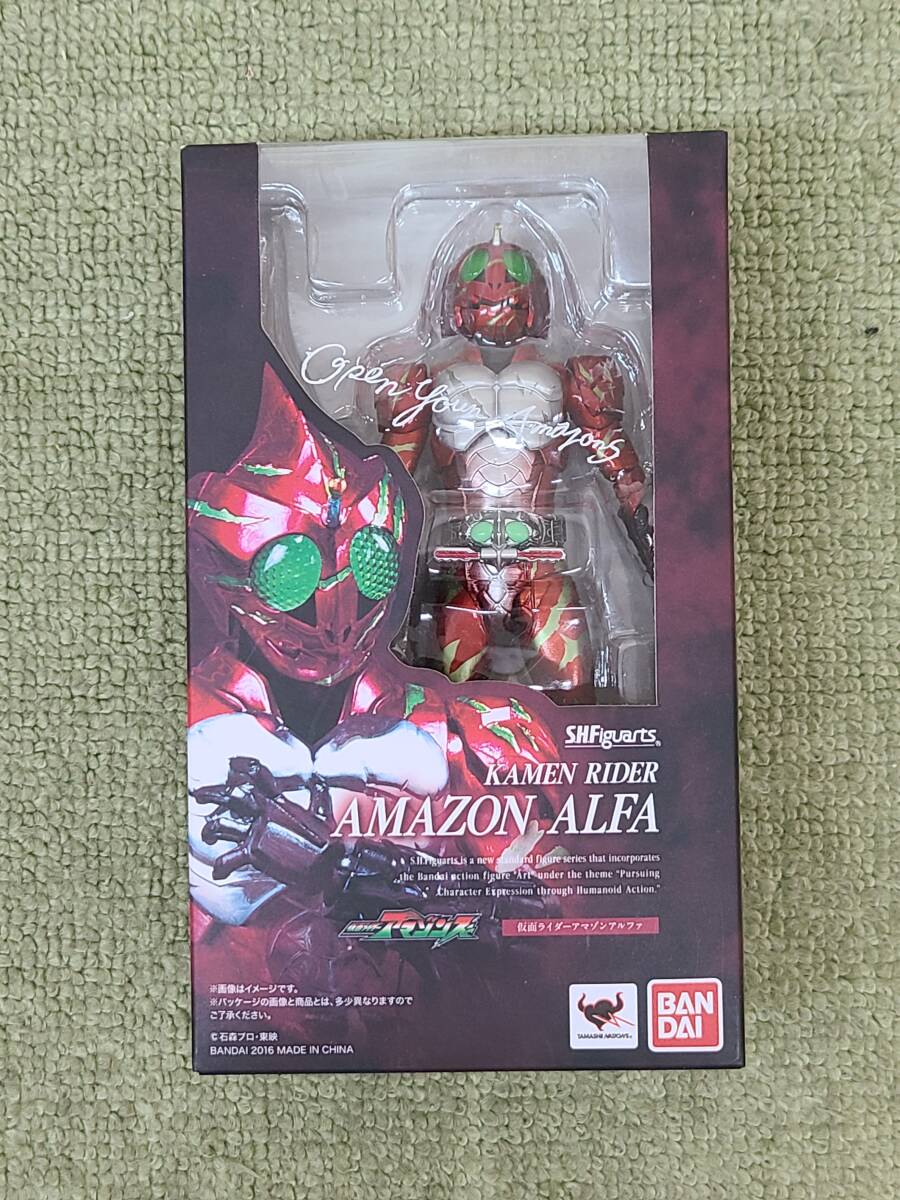 Open Your Amazons
S.H.Figuarts®
KAMEN RIDER
AMAZON ALFA
S.H.Figuarts is a new standard figure series that incorporates
the Bandai action figure "Art" under the theme "Pursuing
Character Expression through Humanoid Action."
仮面ライダーアマゾンズ
仮面ライダーアマゾンアルファ
※画像はイメージです。
※パッケージの画像と商品とは、多少異なりますので
ご了承ください。
©石森プロ・東映
BANDAI 2016 MADE IN CHINA
TAMASHII NATIONS
BAN
DAI